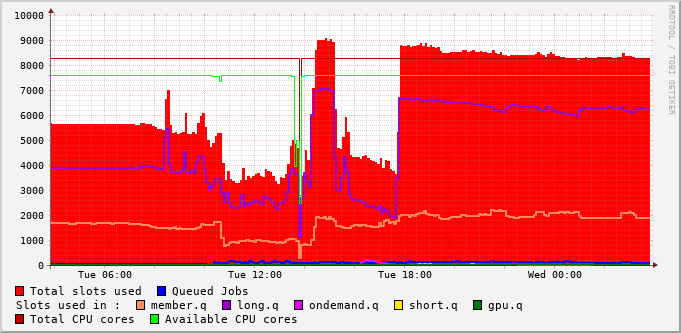 10000
9000
8000
7000
6000
5000
4000
3000
2000
1000
0
Tue 06:00 Tue 12:00 Tue 18:00 Wed 00:00
Total slots used Queued Jobs
Slots used in : member.q long.q ondemand.q short.q gpu.q
Total CPU cores Available CPU cores
RRDTOOL / TOBI OETIKER